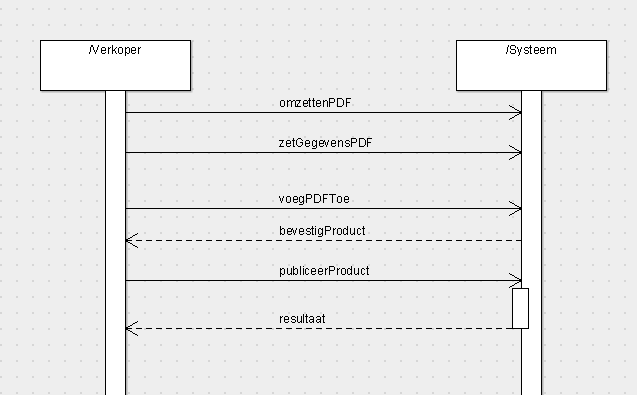 /Verkoper
/Systeem
omzettenPDF
zetGegevensPDF
voegPDFToe
bevestigProduct
publiceerProduct
resultaat